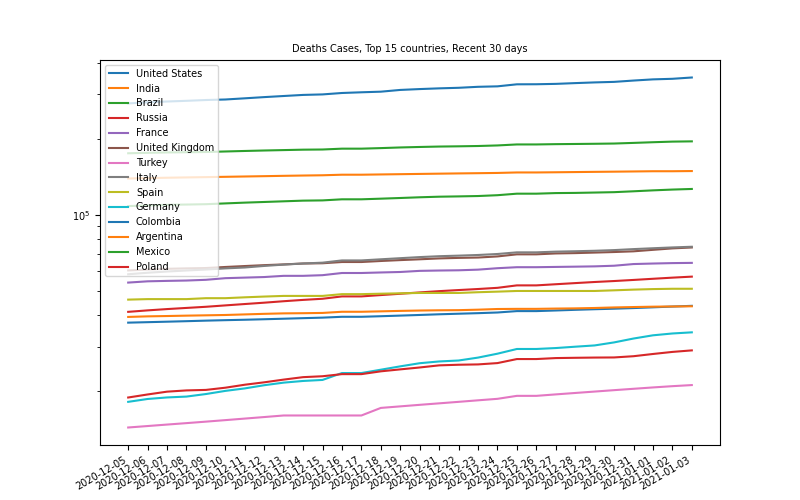 Deaths Cases, Top 15 countries, Recent 30 days
United States
India
Brazil
Russia
France
United Kingdom
Turkey
Italy
Spain
Germany
Colombia
Argentina
Mexico
Poland
10^5
2020-12-05
2020-12-06
2020-12-07
2020-12-08
2020-12-09
2020-12-10
2020-12-11
2020-12-12
2020-12-13
2020-12-14
2020-12-15
2020-12-16
2020-12-17
2020-12-18
2020-12-19
2020-12-20
2020-12-21
2020-12-22
2020-12-23
2020-12-24
2020-12-25
2020-12-26
2020-12-27
2020-12-28
2020-12-29
2020-12-30
2020-12-31
2021-01-01
2021-01-02
2021-01-03